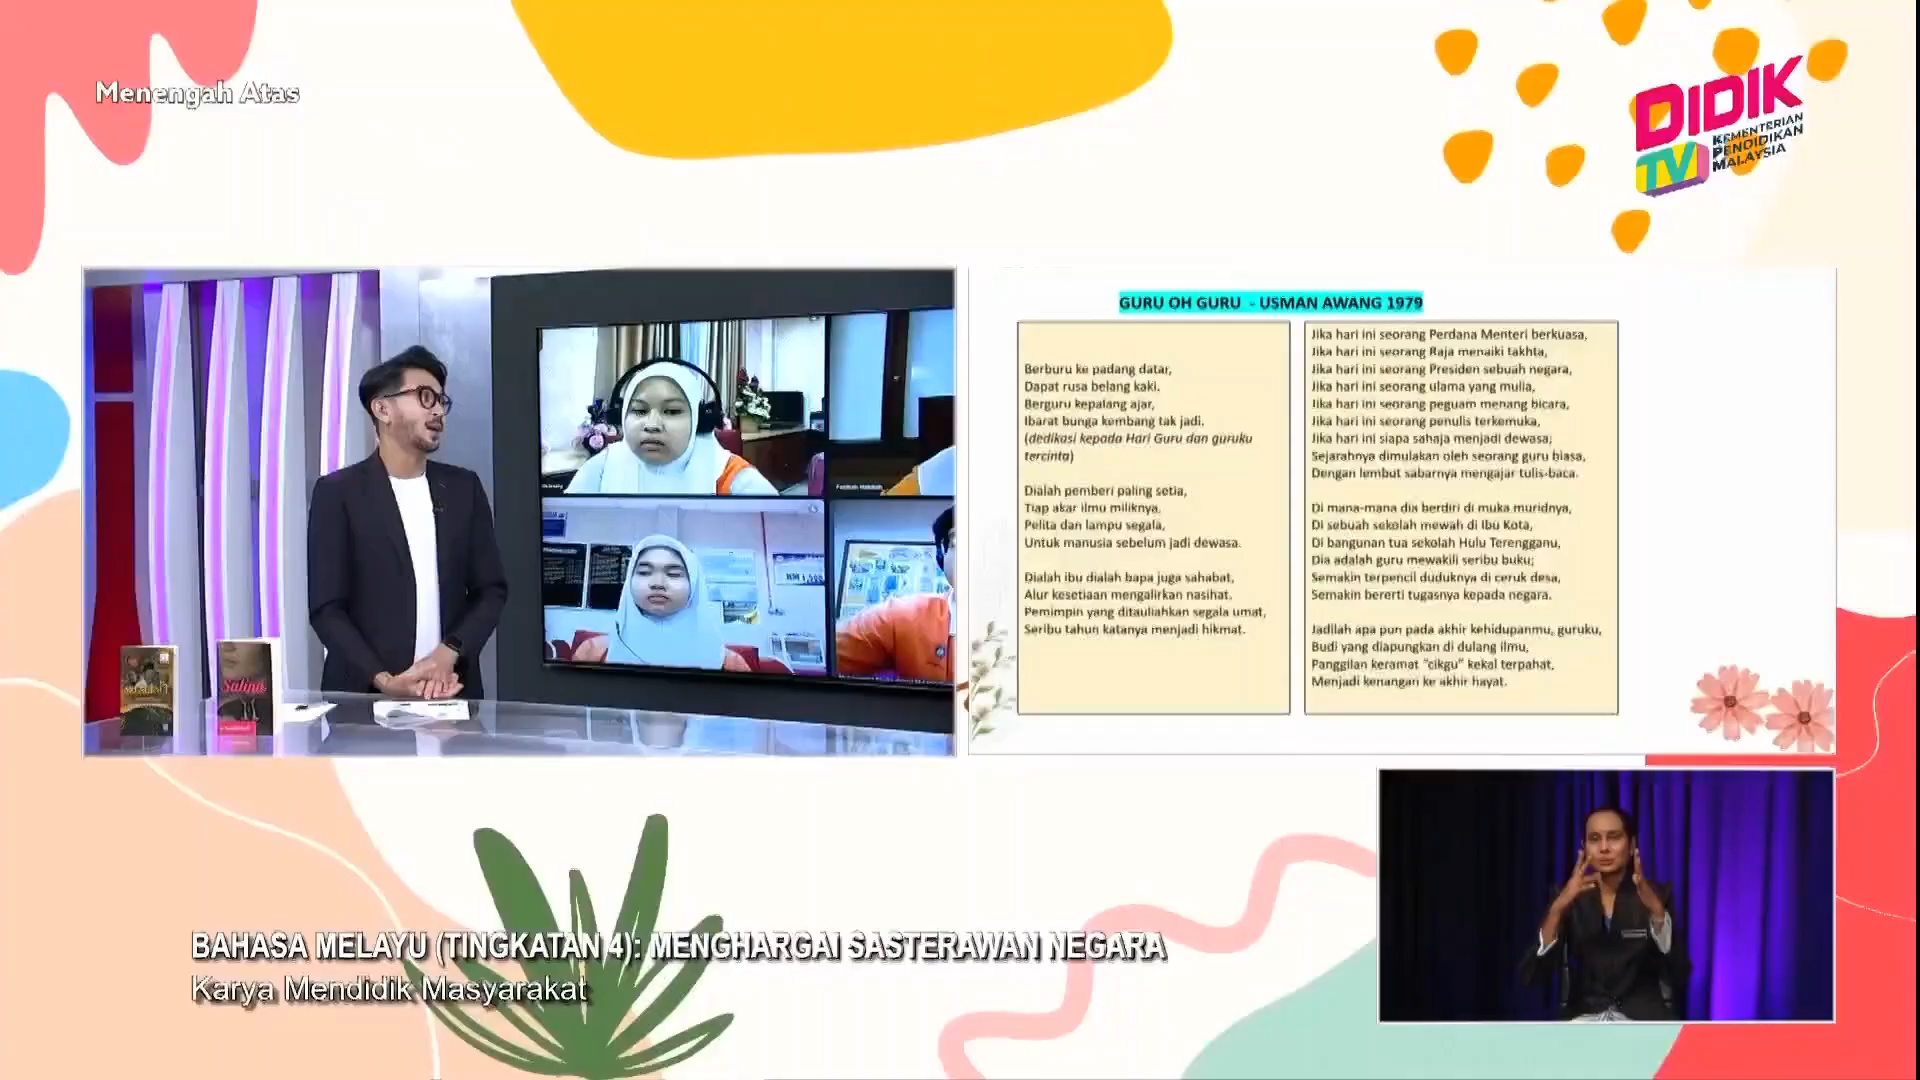 Menengah Atas
DIDIK
TV
KEMENTERIAN
PENDIDIKAN
MALAYSIA
GURU OH GURU - USMAN AWANG 1979
Berburu ke padang datar,
Dapat rusa belang kaki.
Berguru kepalang ajar,
Ibarat bunga kembang tak jadi.
(dedikasi kepada Hari Guru dan guruku
tercinta)
Dialah pemberi paling setia,
Tiap akar ilmu miliknya,
Pelita dan lampu segala,
Untuk manusia sebelum jadi dewasa.
Dialah ibu dialah bapa juga sahabat,
Alur kesetiaan mengalirkan nasihat.
Pemimpin yang ditauliahkan segala umat,
Seribu tahun katanya menjadi hikmat.
Jika hari ini seorang Perdana Menteri berkuasa,
Jika hari ini seorang Raja menaiki takhta,
Jika hari ini seorang Presiden sebuah negara,
Jika hari ini seorang ulama yang mulia,
Jika hari ini seorang peguam menang bicara,
Jika hari ini seorang penulis terkemuka,
Jika hari ini siapa sahaja menjadi dewasa;
Sejarahnya dimulakan oleh seorang guru biasa,
Dengan lembut sabarnya mengajar tulis-baca.
Di mana-mana dia berdiri di muka muridnya,
Di sebuah sekolah mewah di Ibu Kota,
Di bangunan tua sekolah Hulu Terengganu,
Dia adalah guru mewakili seribu buku;
Semakin terpencil duduknya di ceruk desa,
Semakin bererti tugasnya kepada negara.
Jadilah apa pun pada akhir kehidupanmu, guruku,
Budi yang diapungkan di dulang ilmu,
Panggilan keramat "cikgu" kekal terpahat,
Menjadi kenangan ke akhir hayat.
Salina
BAHASA MELAYU (TINGKATAN 4): MENGHARGAI SASTERAWAN NEGARA
Karya Mendidik Masyarakat